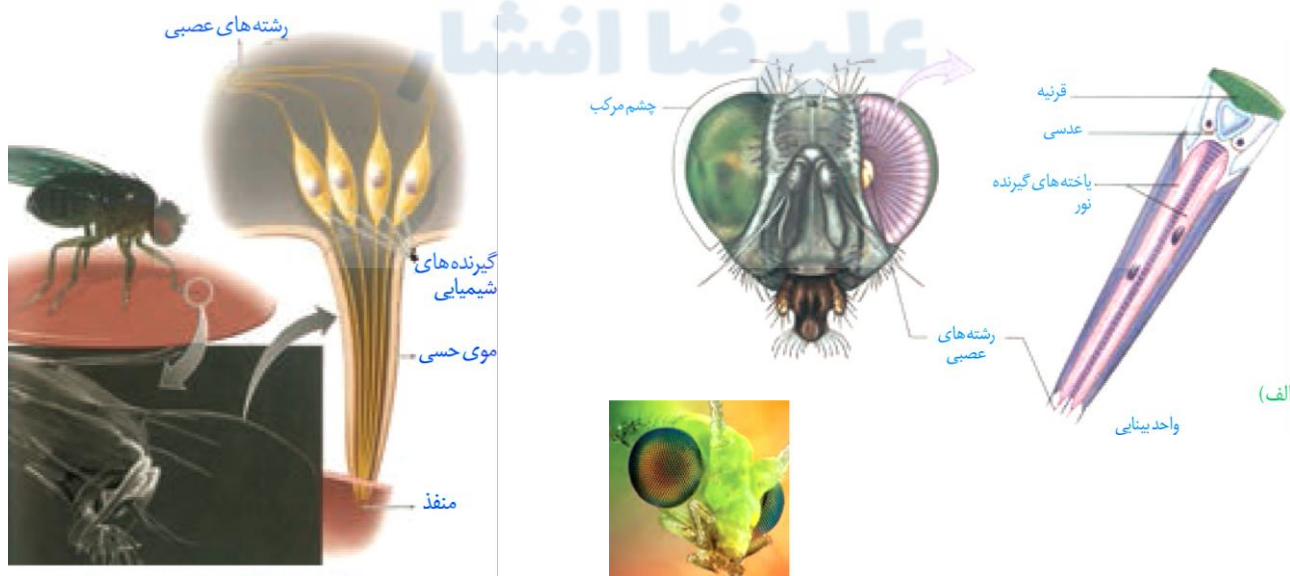 علیرضا افشار
رشته‌های عصبی
گیرنده‌های
شیمیایی
موی حسی
منفذ
چشم مرکب
قرنیه
عدسی
یاخته‌های گیرنده
نور
رشته‌های
عصبی
واحد بینایی
الف)